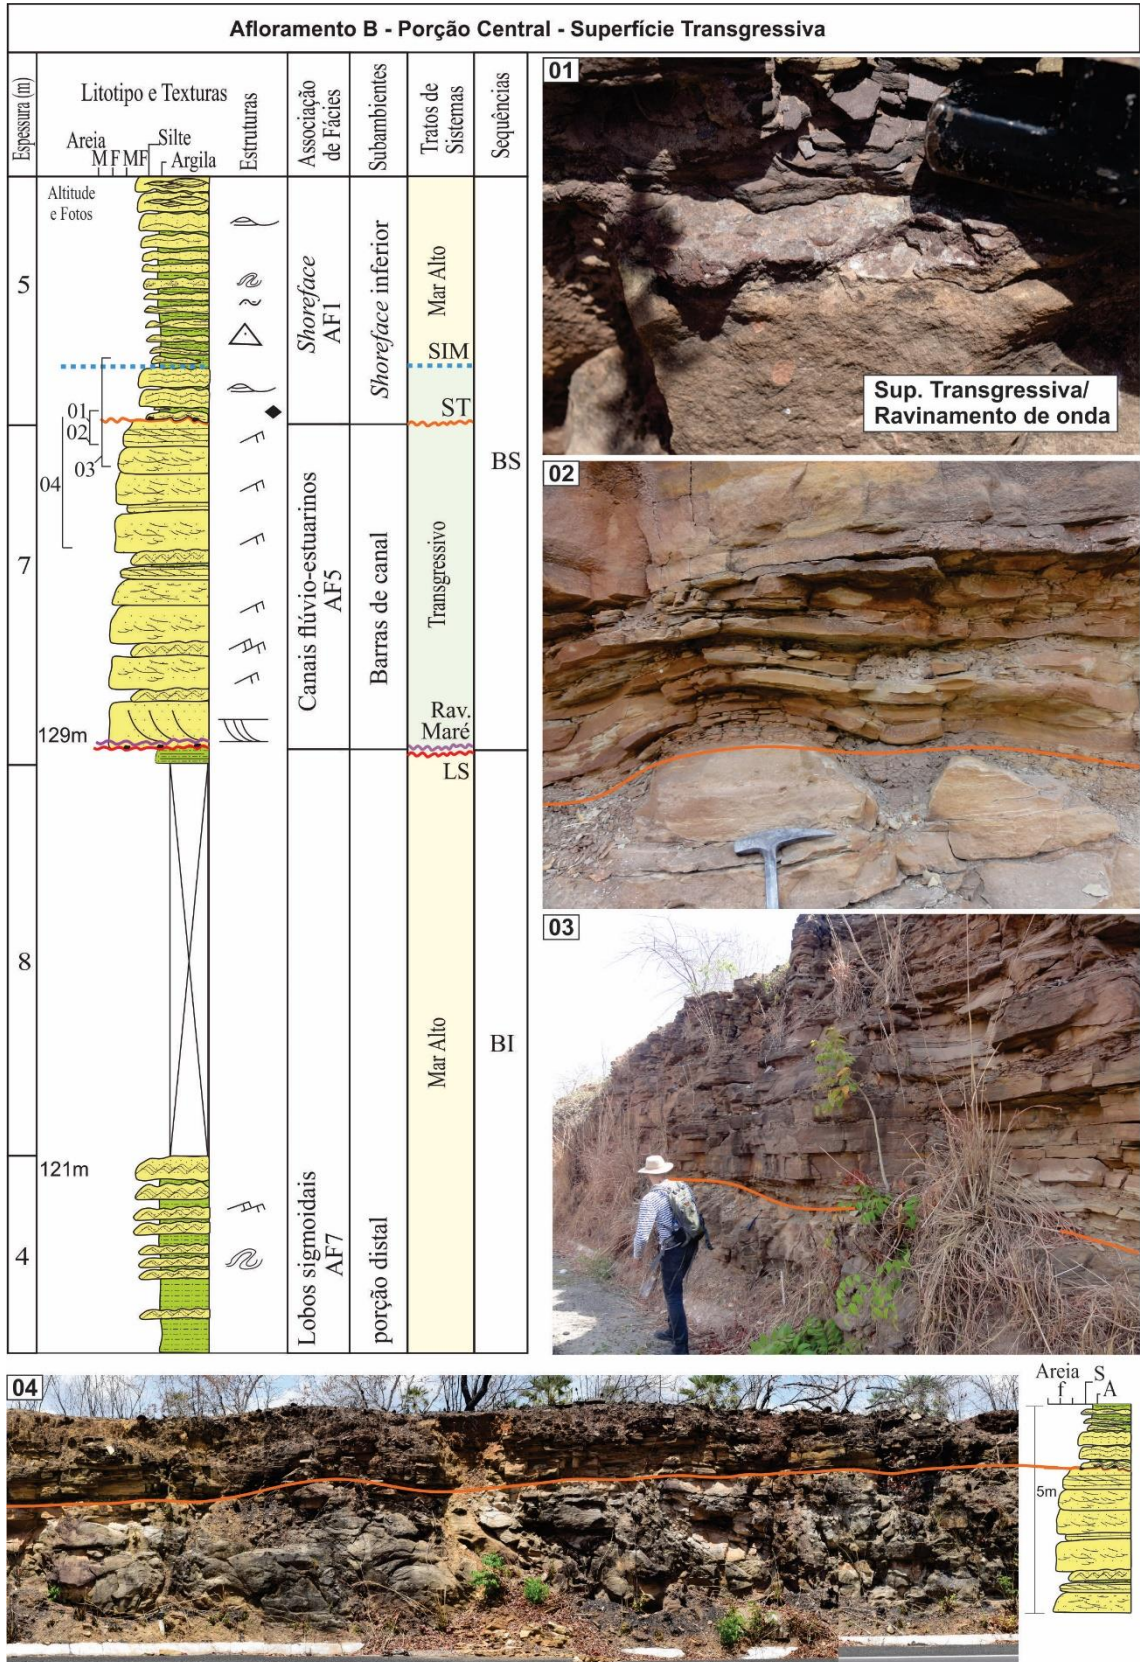 Afloramento B - Porção Central - Superfície Transgressiva
Espessura (m)
Litotipo e Texturas
Areia
M F MF
Silte
Argila
Estruturas
Associação
de Fácies
Subambientes
Tratos de
Sistemas
Sequências
Altitude
e Fotos
5
7
8
4
01
02
03
04
129m
121m
Shoreface
AF1
Canais flúvio-estuarinos
AF5
Lobos sigmoidais
AF7
Shoreface inferior
Barras de canal
porção distal
Mar Alto
SIM
ST
Transgressivo
Rav.
Maré
LS
Mar Alto
BS
BI
01
Sup. Transgressiva/
Ravinamento de onda
02
03
04
Areia
f
S
A
5m